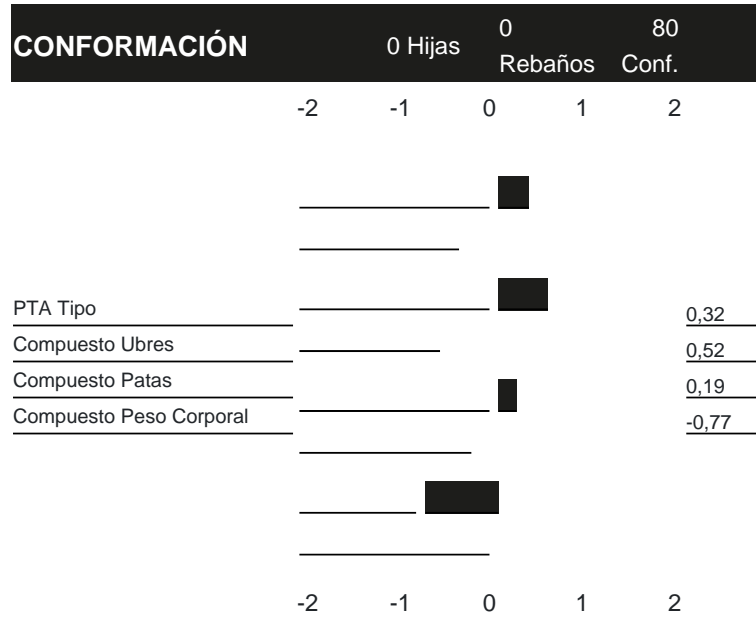 CONFORMACIÓN 0 Hijas 0 Rebaños 80 Conf.
-2 -1 0 1 2
PTA Tipo 0,32
Compuesto Ubres 0,52
Compuesto Patas 0,19
Compuesto Peso Corporal -0,77
-2 -1 0 1 2